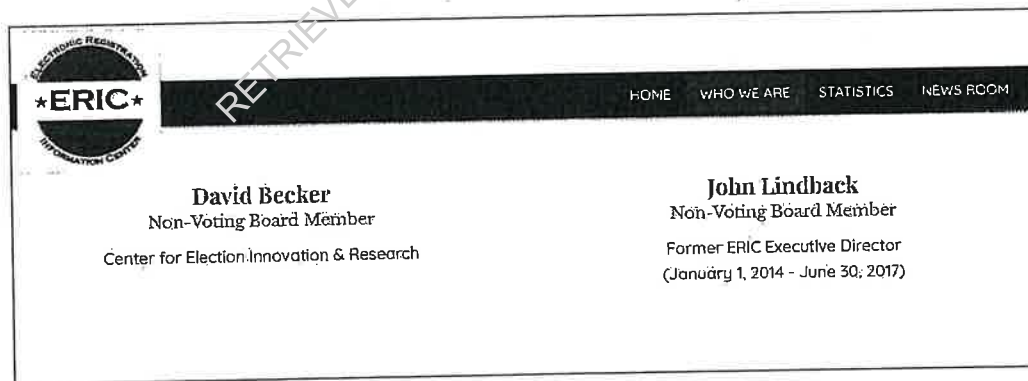 ELECTRONIC REGISTRATION
★ERIC★
INFORMATION CENTER
HOME WHO WE ARE STATISTICS NEWS ROOM
David Becker
Non-Voting Board Member
Center for Election Innovation & Research
John Lindback
Non-Voting Board Member
Former ERIC Executive Director
(January 1, 2014 - June 30, 2017)